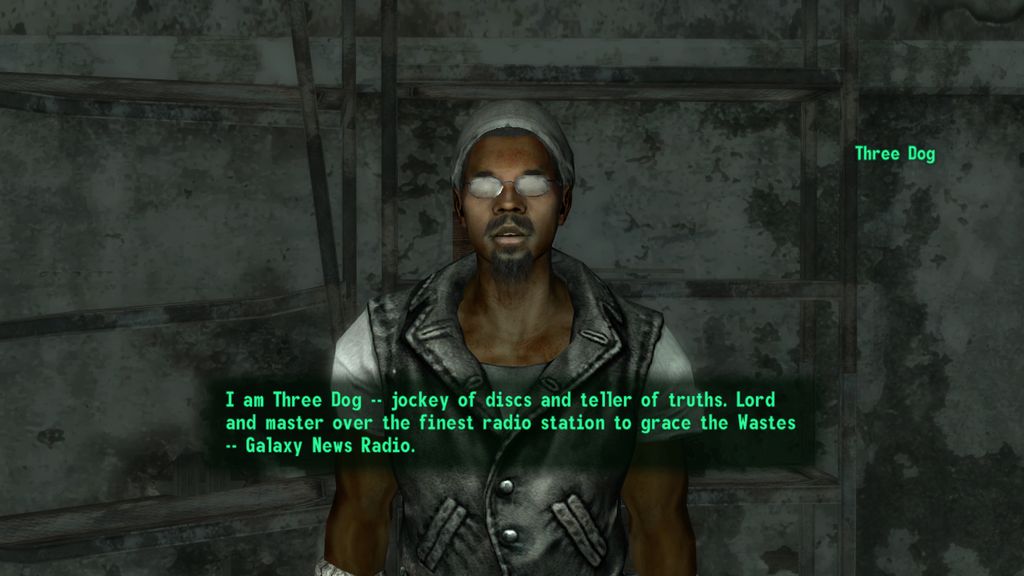 Three Dog
I am Three Dog -- jockey of discs and teller of truths. Lord
and master over the finest radio station to grace the Wastes
-- Galaxy News Radio.